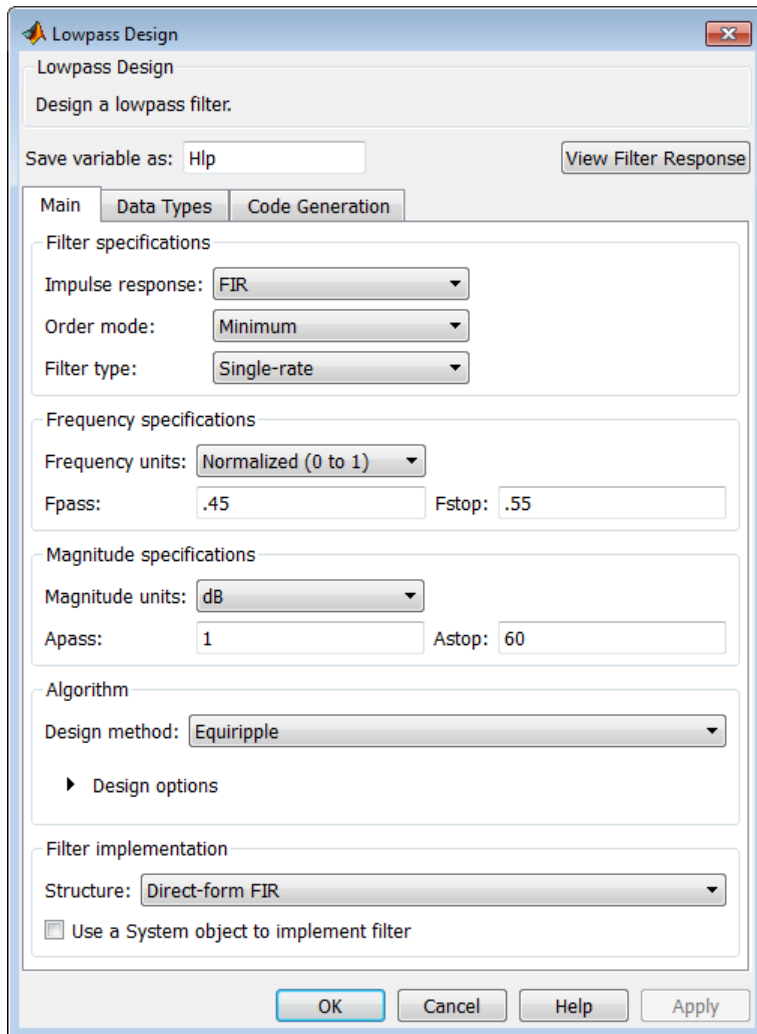 Lowpass Design
Lowpass Design
Design a lowpass filter.
Save variable as: Hlp View Filter Response
Main Data Types Code Generation
Filter specifications
Impulse response: FIR
Order mode: Minimum
Filter type: Single-rate
Frequency specifications
Frequency units: Normalized (0 to 1)
Fpass: .45 Fstop: .55
Magnitude specifications
Magnitude units: dB
Apass: 1 Astop: 60
Algorithm
Design method: Equiripple
Design options
Filter implementation
Structure: Direct-form FIR
Use a System object to implement filter
OK Cancel Help Apply